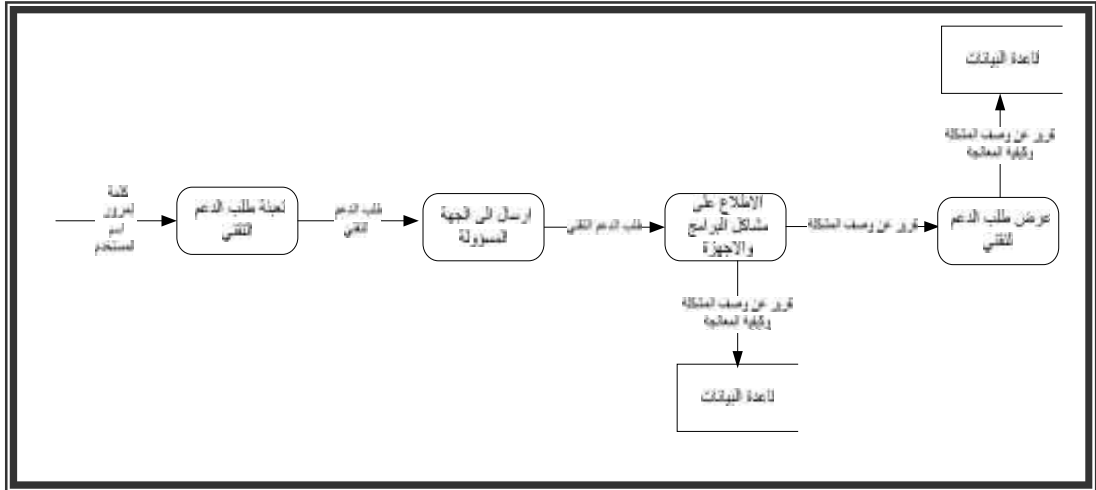 قاعدة البيانات
تقرير عن وصف المشكلة
وكيفية المعالجة
كلمة
المرور
اسم
المستخدم
تعبئة طلب الدعم
التقني
طلب الدعم
التقني
ارسال الى الجهة
المسؤولة
طلب الدعم التقني
الاطلاع على
مشاكل البرامج
والاجهزة
تقرير عن وصف المشكلة
عرض طلب الدعم
التقني
تقرير عن وصف المشكلة
وكيفية المعالجة
قاعدة البيانات